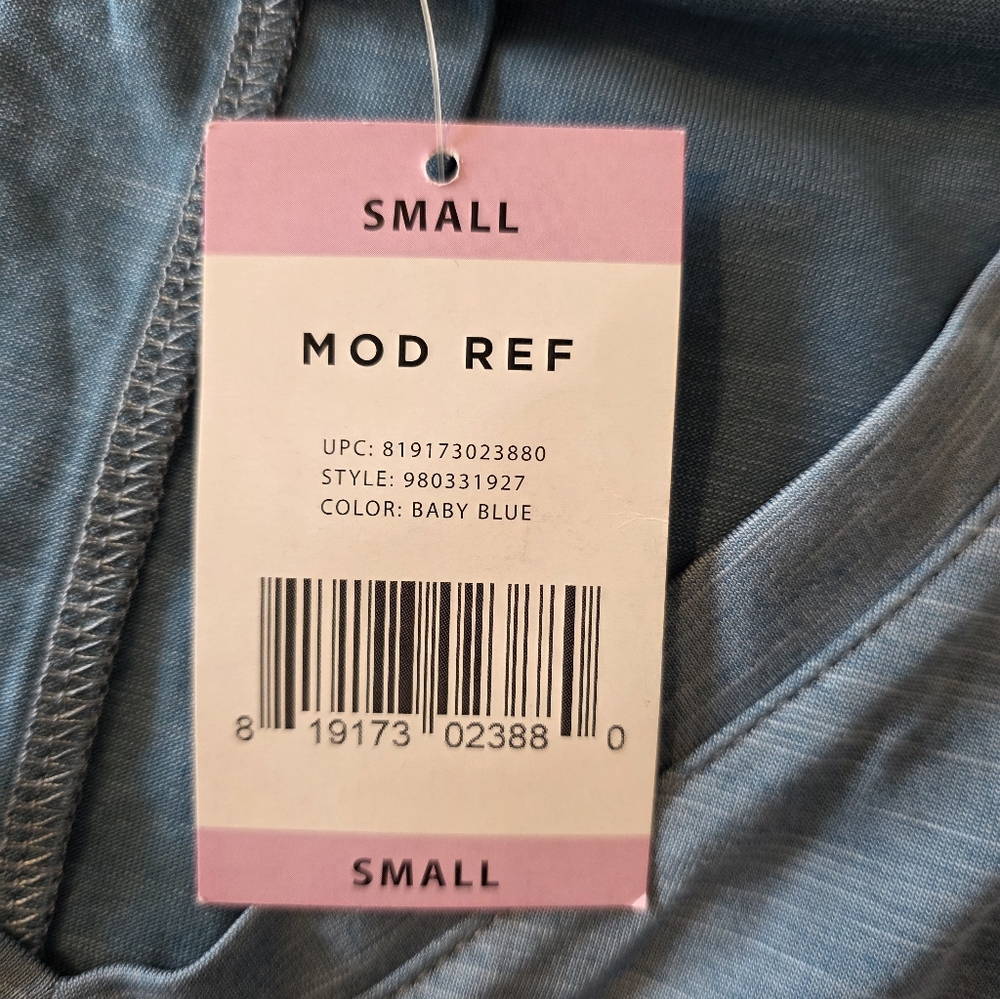 SMALL
MOD REF
UPC: 819173023880
STYLE: 980331927
COLOR: BABY BLUE
8 19173 02388 0
SMALL